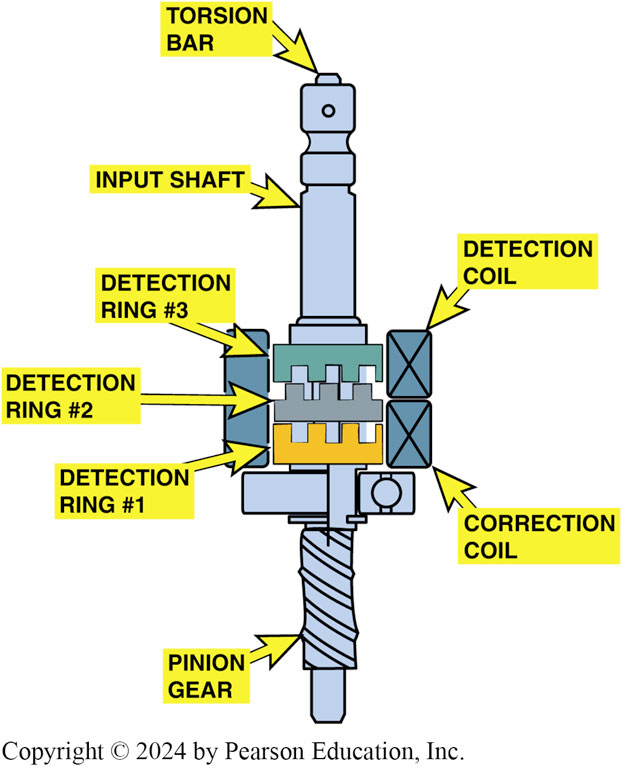 TORSION
BAR
INPUT SHAFT
DETECTION
COIL
DETECTION
RING #3
DETECTION
RING #2
DETECTION
RING #1
CORRECTION
COIL
PINION
GEAR
Copyright © 2024 by Pearson Education, Inc.